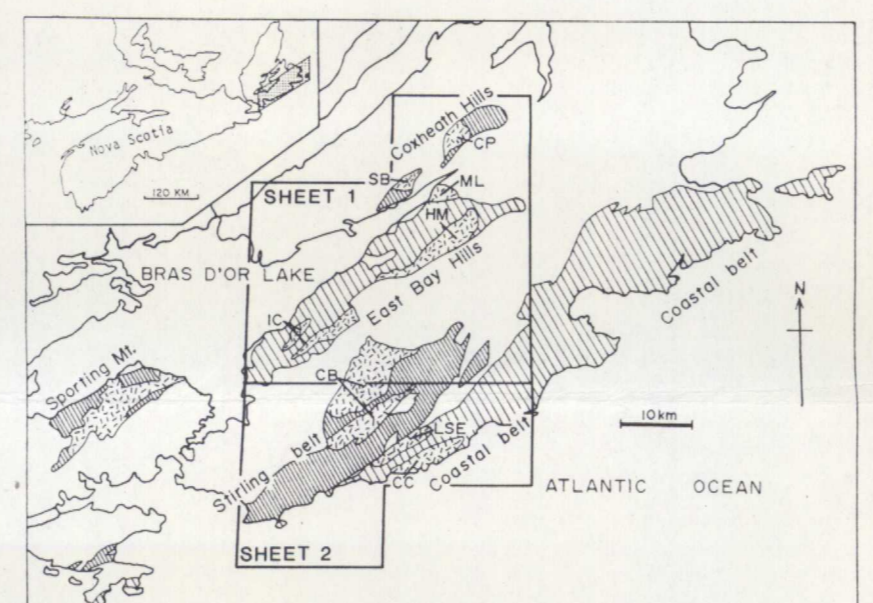 Nova Scotia
120 KM
Coxheath Hills
CP
SB
ML
SHEET 1
HM
BRAS D'OR LAKE
East Bay Hills
Coastal belt
N
IC
Sporting Mt.
CB
10km
LSE
Stirling belt
Coastal belt
CC
ATLANTIC OCEAN
SHEET 2